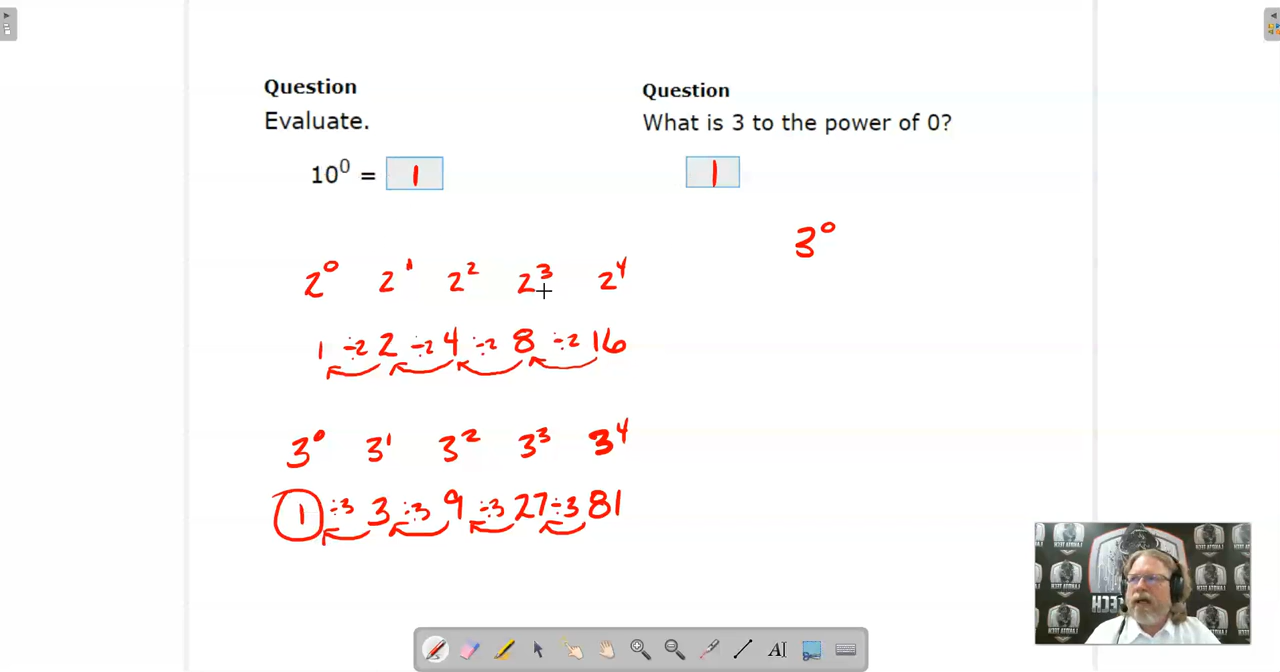 Question
Evaluate.
10⁰ = 1
Question
What is 3 to the power of 0?
1
3⁰
2⁰ 2¹ 2² 2³ 2⁴
1 ÷2 2 ÷2 4 ÷2 8 ÷2 16
3⁰ 3¹ 3² 3³ 3⁴
1 ÷3 3 ÷3 9 ÷3 27 ÷3 81
AI